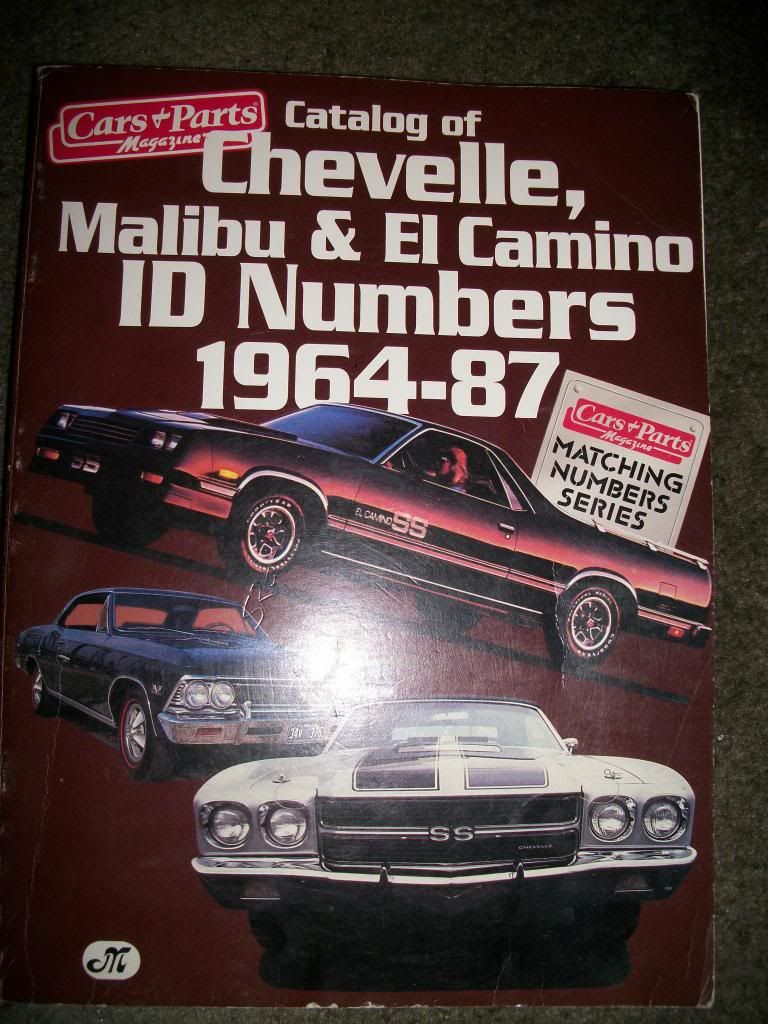 Cars & Parts
Magazine
Catalog of
Chevelle,
Malibu & El Camino
ID Numbers
1964-87
Cars & Parts
Magazine
MATCHING
NUMBERS
SERIES
SS
EL CAMINO SS
SS
CHEVELLE
M